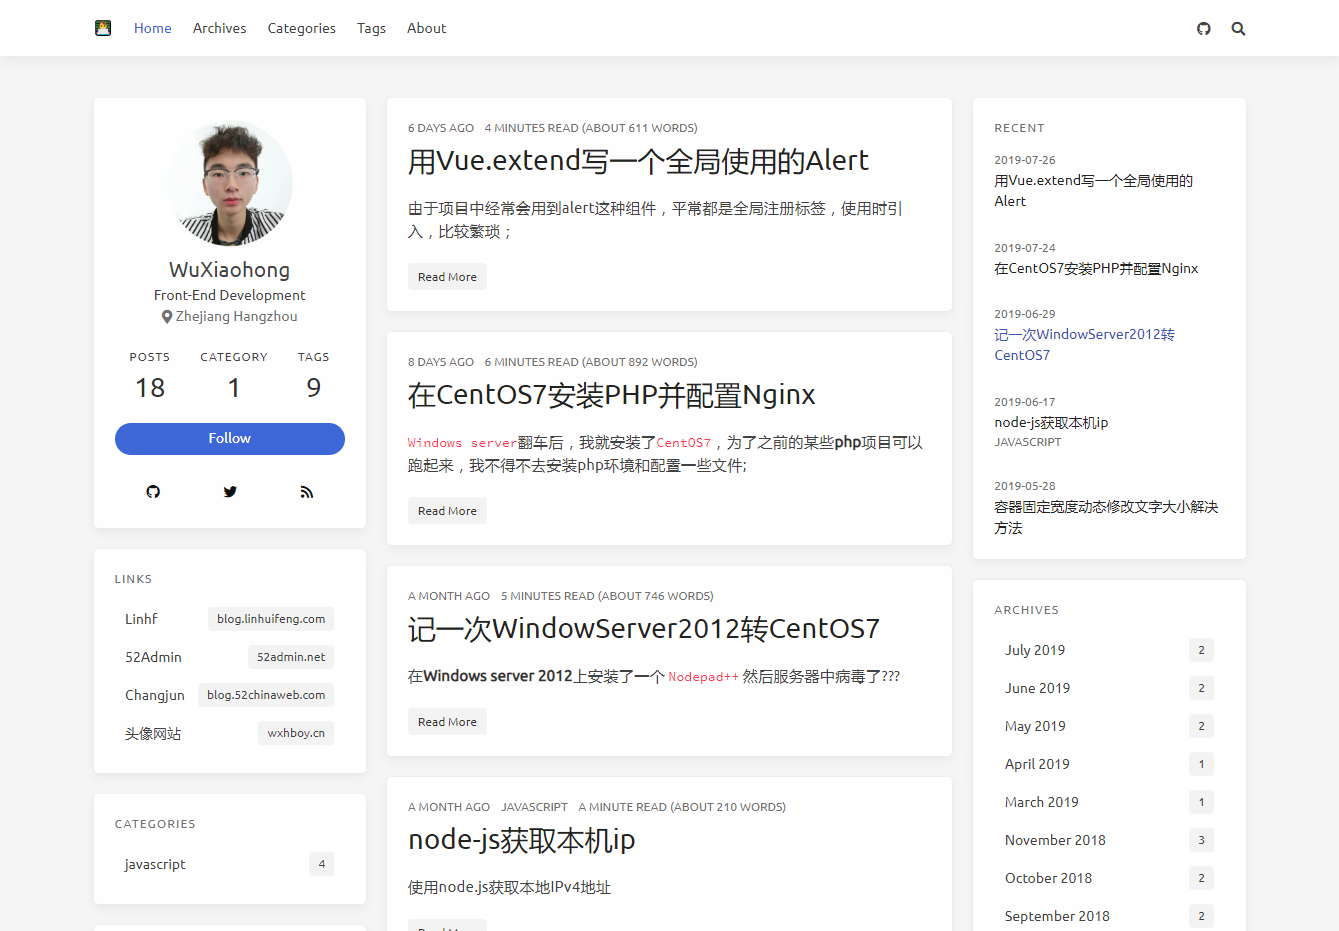 Home Archives Categories Tags About
WuXiaohong
Front-End Development
Zhejiang Hangzhou
POSTS CATEGORY TAGS
18 1 9
Follow
LINKS
Linhf blog.linhuifeng.com
52Admin 52admin.net
Changjun blog.52chinaweb.com
头像网站 wxhboy.cn
CATEGORIES
javascript 4
6 DAYS AGO 4 MINUTES READ (ABOUT 611 WORDS)
用Vue.extend写一个全局使用的Alert
由于项目中经常会用到alert这种组件，平常都是全局注册标签，使用时引
入，比较繁琐；
Read More
8 DAYS AGO 6 MINUTES READ (ABOUT 892 WORDS)
在CentOS7安装PHP并配置Nginx
Windows server翻车后，我就安装了CentOS7，为了之前的某些php项目可以
跑起来，我不得不去安装php环境和配置一些文件;
Read More
A MONTH AGO 5 MINUTES READ (ABOUT 746 WORDS)
记一次WindowServer2012转CentOS7
在Windows server 2012上安装了一个 Nodepad++ 然后服务器中病毒了???
Read More
A MONTH AGO JAVASCRIPT A MINUTE READ (ABOUT 210 WORDS)
node-js获取本机ip
使用node.js获取本地IPv4地址
Read More
RECENT
2019-07-26
用Vue.extend写一个全局使用的
Alert
2019-07-24
在CentOS7安装PHP并配置Nginx
2019-06-29
记一次WindowServer2012转
CentOS7
2019-06-17
node-js获取本机ip
JAVASCRIPT
2019-05-28
容器固定宽度动态修改文字大小解决
方法
ARCHIVES
July 2019 2
June 2019 2
May 2019 2
April 2019 1
March 2019 1
November 2018 3
October 2018 2
September 2018 2